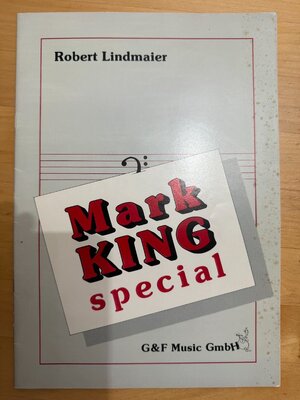 Robert Lindmaier
Mark
KING
special
G&F Music GmbH